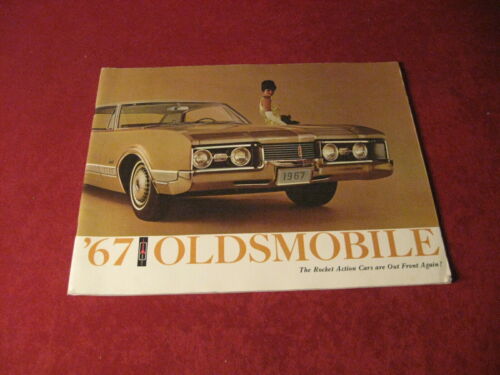 1967
'67 OLDSMOBILE
The Rocket Action Cars are Out Front Again!